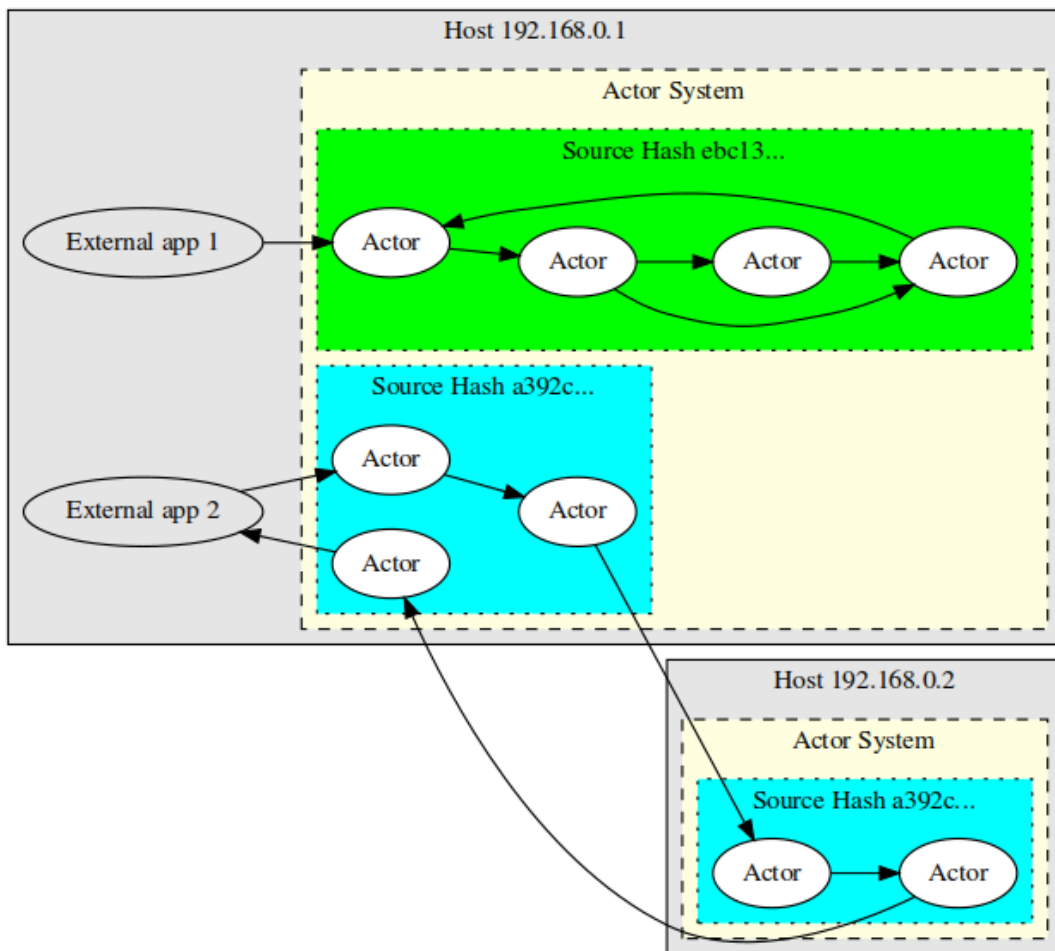 Host 192.168.0.1
Actor System
Source Hash ebc13...
External app 1
Actor
Actor
Actor
Actor
Source Hash a392c...
Actor
External app 2
Actor
Actor
Host 192.168.0.2
Actor System
Source Hash a392c...
Actor
Actor